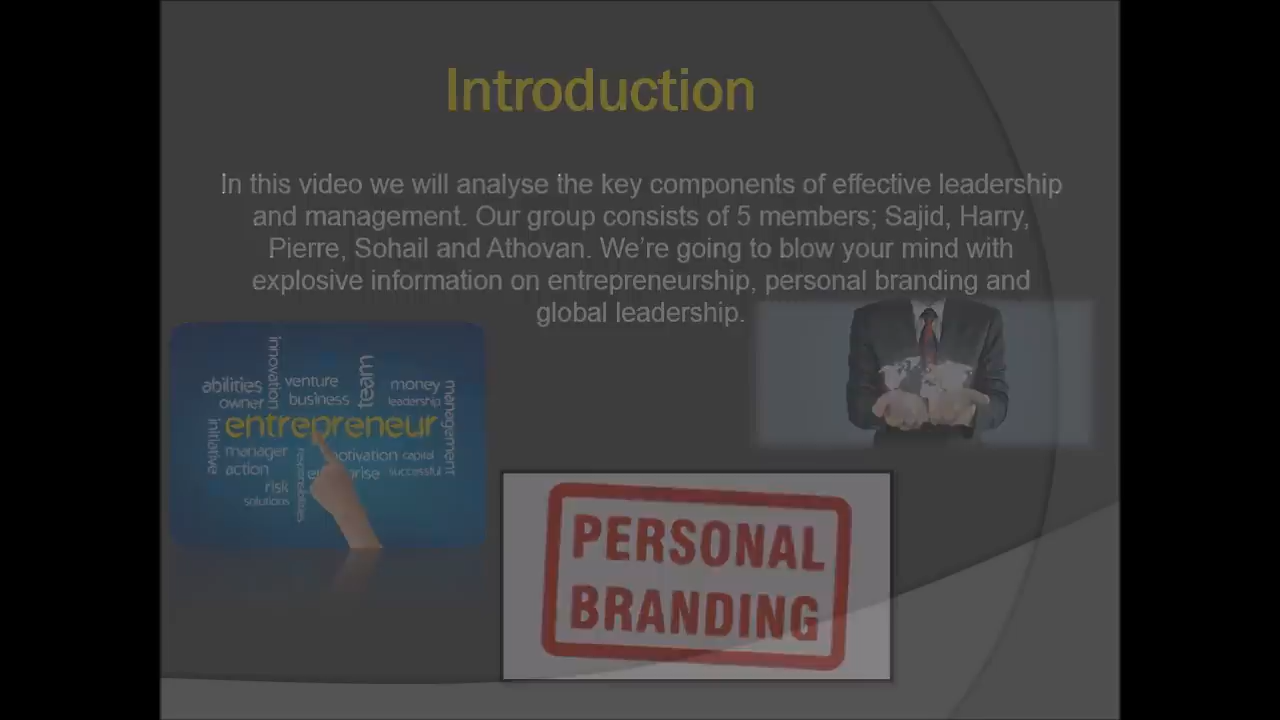 Introduction
In this video we will analyse the key components of effective leadership
and management. Our group consists of 5 members; Sajid, Harry,
Pierre, Sohail and Athovan. We're going to blow your mind with
explosive information on entrepreneurship, personal branding and
global leadership.
innovation
abilities
venture
team
money
owner
business
leadership
management
entrepreneur
initiative
manager
motivation
capital
action
responsibilities
successful
risk
solutions
PERSONAL
BRANDING